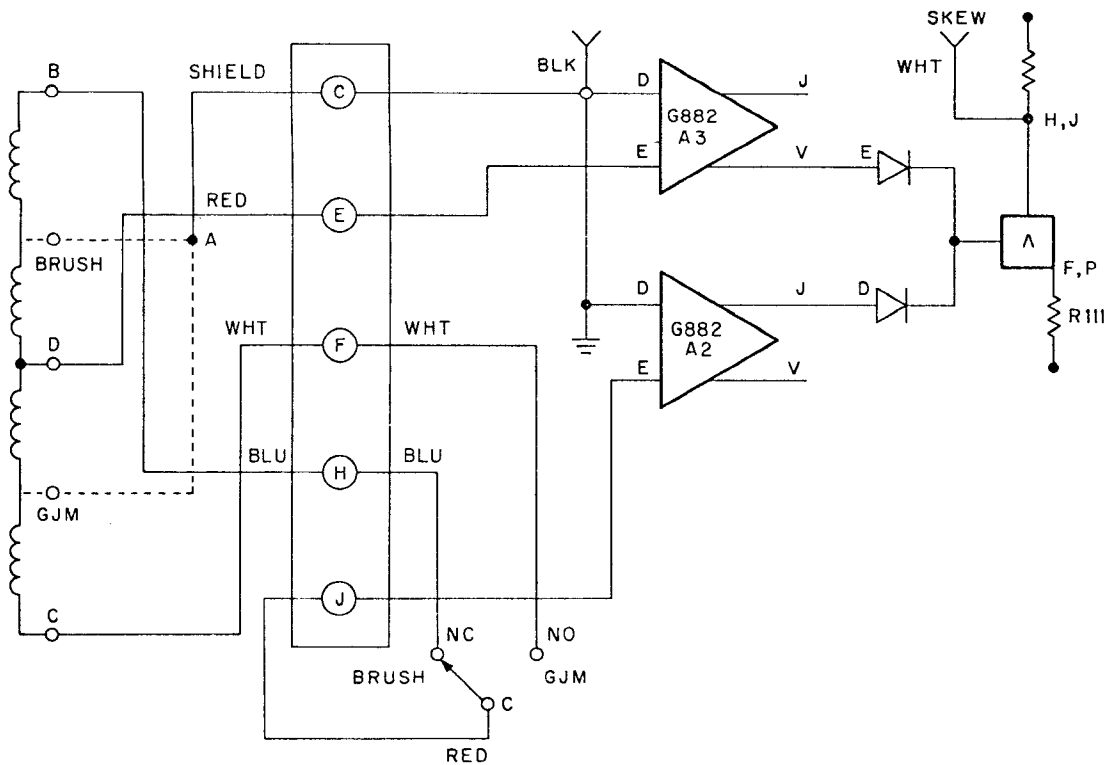 SKEW
B
SHIELD
C
BLK
D
J
WHT
G882
A3
H,J
E
V
E
RED
E
A
BRUSH
Λ
F,P
D
WHT
F
WHT
D
J
D
G882
A2
R111
E
V
BLU
H
BLU
GJM
J
C
NC
NO
BRUSH
GJM
C
RED